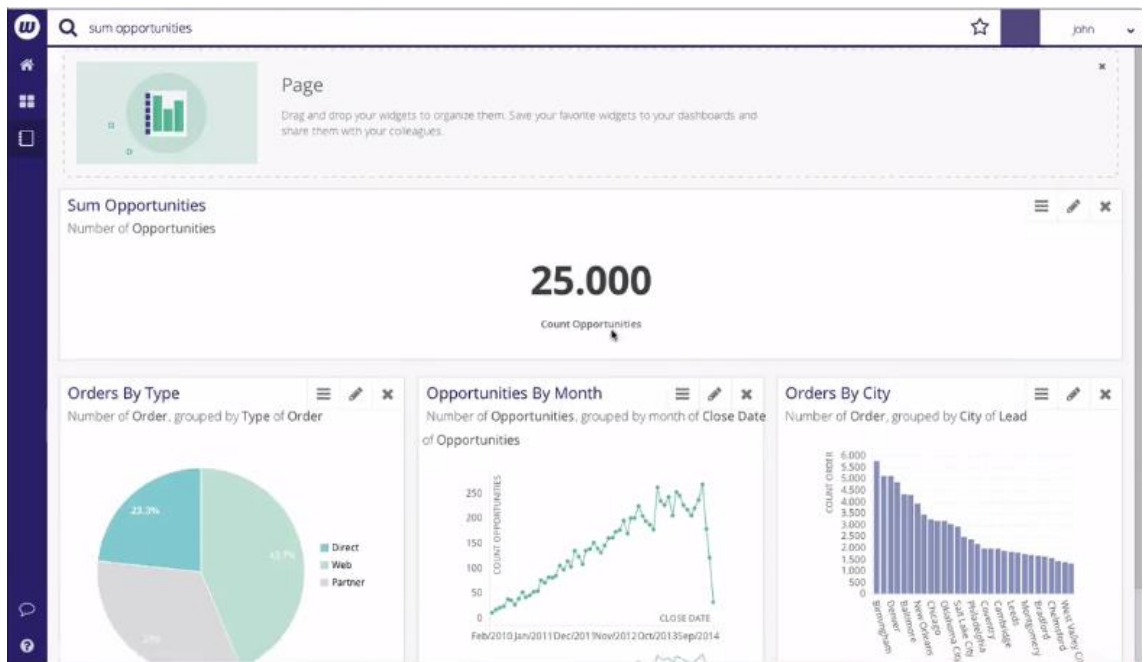 w
sum opportunities
john
Page
Drag and drop your widgets to organize them. Save your favorite widgets to your dashboards and
share them with your colleagues.
Sum Opportunities
Number of Opportunities
25.000
Count Opportunities
Orders By Type
Number of Order, grouped by Type of Order
23.3%
Direct
Web
Partner
Opportunities By Month
Number of Opportunities, grouped by month of Close Date
of Opportunities
COUNT OPPORTUNITIES
250
200
150
100
50
0
CLOSE DATE
Feb/2010 Jan/2011 Dec/2011 Nov/2012 Oct/2013 Sep/2014
Orders By City
Number of Order, grouped by City of Lead
COUNT ORDER
6.000
5.500
5.000
4.500
4.000
3.500
3.000
2.500
2.000
1.500
1.000
500
0
Birmingham
Denver
Baltimore
New Orleans
Chicago
Oklahoma City
Salt Lake City
Philadelphia
Coventry
Cambridge
Leeds
Montgomery
Bradford
Chelmsford
West Valley